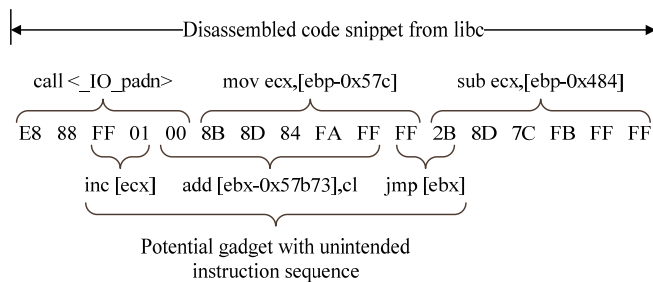 Disassembled code snippet from libc
call <_IO_padn> mov ecx,[ebp-0x57c] sub ecx,[ebp-0x484]
E8 88 FF 01 00 8B 8D 84 FA FF FF 2B 8D 7C FB FF FF
inc [ecx] add [ebx-0x57b73],cl jmp [ebx]
Potential gadget with unintended
instruction sequence